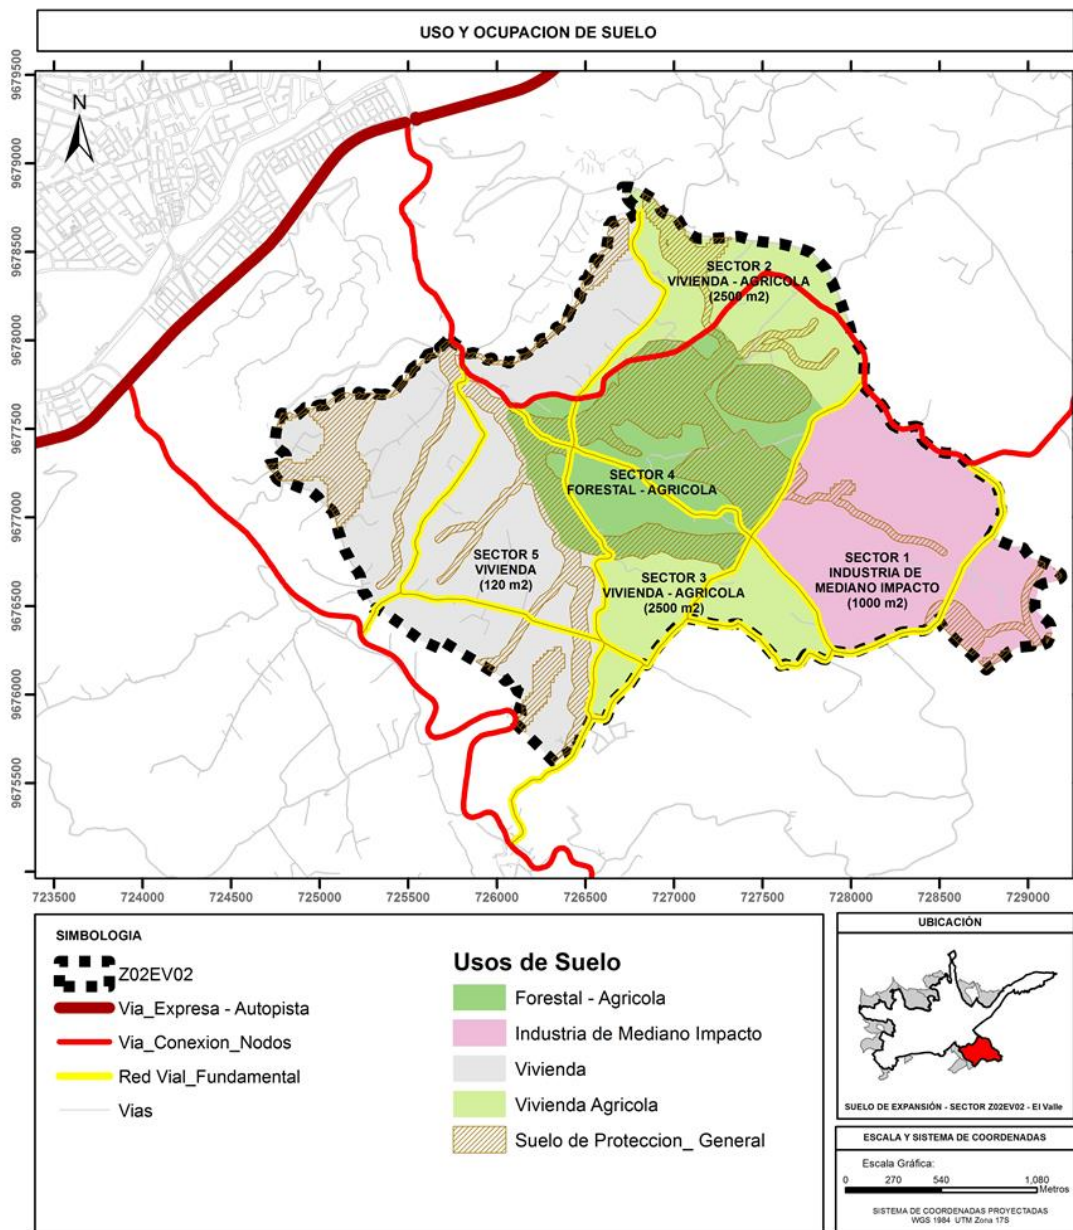 USO Y OCUPACION DE SUELO
9679500
9679000
9678500
9678000
9677500
9677000
9676500
9676000
9675500
N
SECTOR 2
VIVIENDA - AGRICOLA
(2500 m2)
SECTOR 4
FORESTAL - AGRICOLA
SECTOR 5
VIVIENDA
(120 m2)
SECTOR 3
VIVIENDA - AGRICOLA
(2500 m2)
SECTOR 1
INDUSTRIA DE
MEDIANO IMPACTO
(1000 m2)
723500 724000 724500 725000 725500 726000 726500 727000 727500 728000 728500 729000
SIMBOLOGIA
Z02EV02
Via_Expresa - Autopista
Via_Conexion_Nodos
Red Vial_Fundamental
Vias
Usos de Suelo
Forestal - Agricola
Industria de Mediano Impacto
Vivienda
Vivienda Agricola
Suelo de Proteccion_ General
UBICACIÓN
SUELO DE EXPANSIÓN - SECTOR Z02EV02 - El Valle
ESCALA Y SISTEMA DE COORDENADAS
Escala Gráfica:
0 270 540 1,080
Metros
SISTEMA DE COORDENADAS PROYECTADAS
WGS 1984 UTM Zona 17S